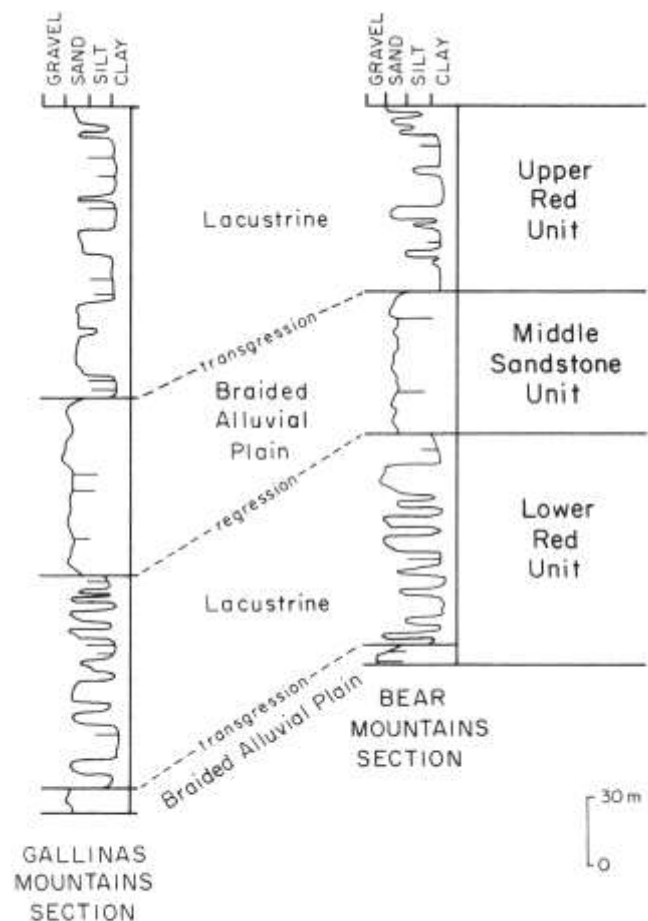 GRAVEL
SAND
SILT
CLAY
GRAVEL
SAND
SILT
CLAY
Lacustrine
Upper
Red
Unit
transgression
Braided
Alluvial
Plain
Middle
Sandstone
Unit
regression
Lacustrine
Lower
Red
Unit
transgression
Braided Alluvial Plain
BEAR
MOUNTAINS
SECTION
30 m
0
GALLINAS
MOUNTAINS
SECTION